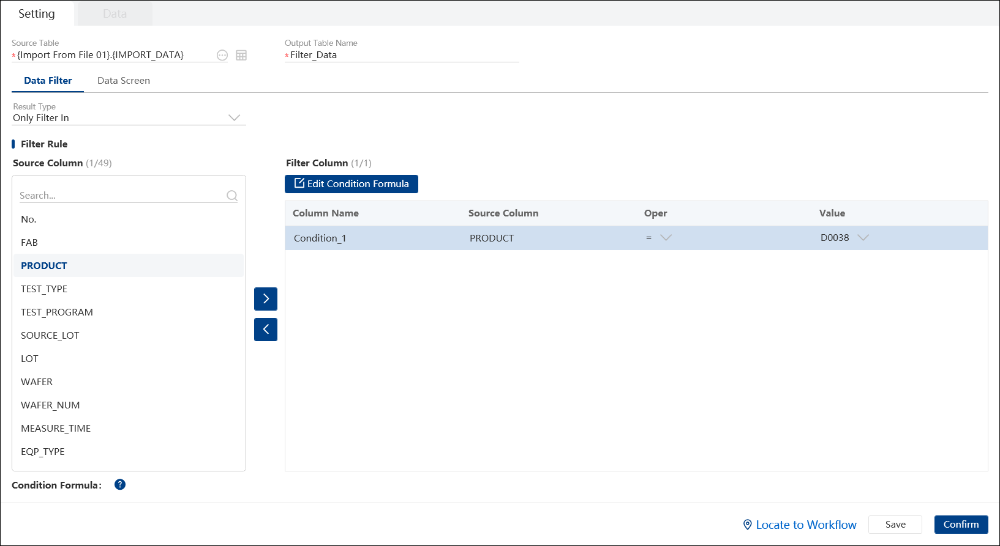 Setting
Data
Source Table
Output Table Name
*{Import From File 01}.{IMPORT_DATA}
*Filter_Data
Data Filter
Data Screen
Result Type
Only Filter In
Filter Rule
Source Column (1/49)
Search...
No.
FAB
PRODUCT
TEST_TYPE
TEST_PROGRAM
SOURCE_LOT
LOT
WAFER
WAFER_NUM
MEASURE_TIME
EQP_TYPE
Filter Column (1/1)
Edit Condition Formula
Column Name Source Column Oper Value
Condition_1 PRODUCT = D0038
Condition Formula: ?
Locate to Workflow
Save
Confirm